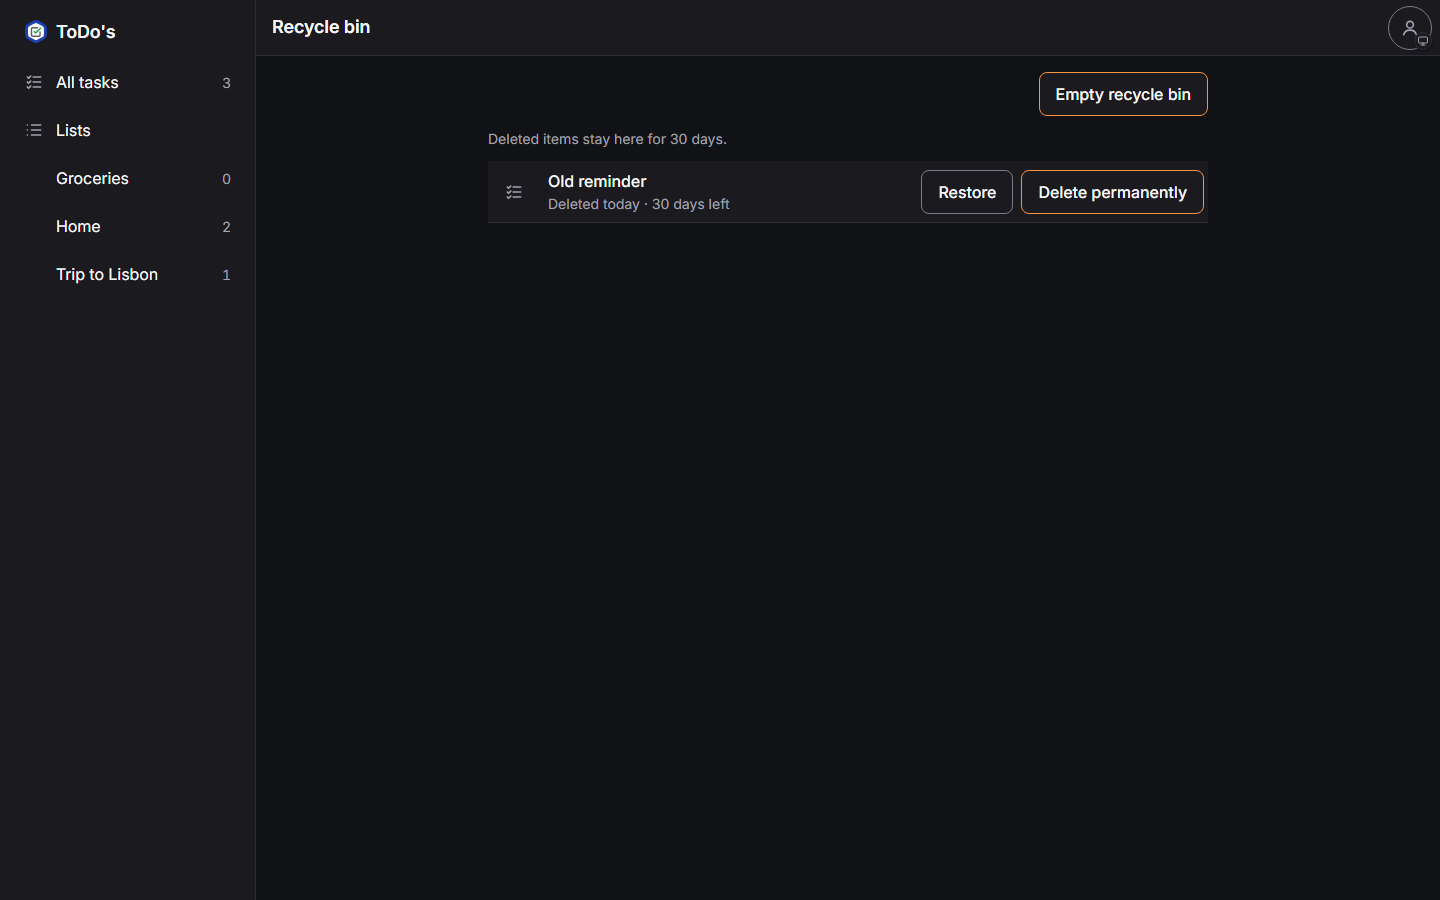 ToDo's
All tasks 3
Lists
Groceries 0
Home 2
Trip to Lisbon 1
Recycle bin
Empty recycle bin
Deleted items stay here for 30 days.
Old reminder
Deleted today · 30 days left
Restore
Delete permanently